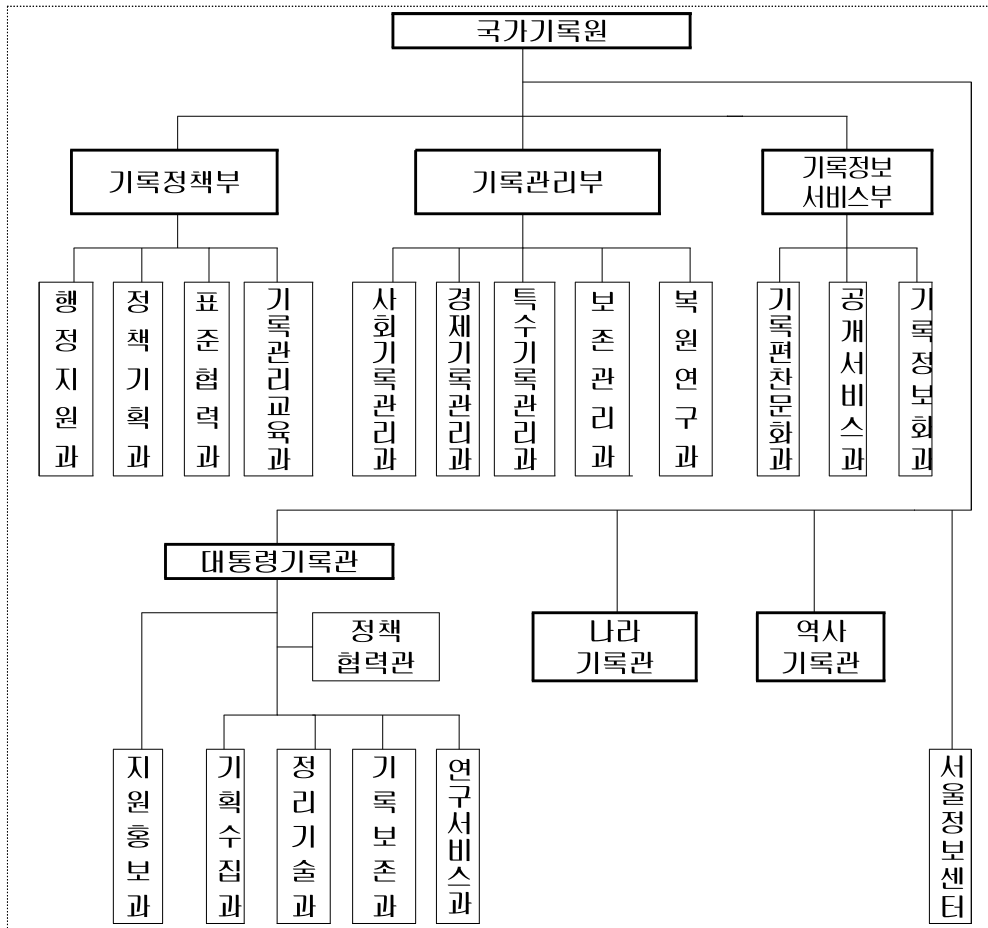 국가기록원
기록정책부
기록관리부
기록정보
서비스부
행정지원과
정책기획과
표준협력과
기록관리교육과
사회기록관리과
경제기록관리과
특수기록관리과
보존관리과
복원연구과
기록편찬문화과
공개서비스과
기록정보화과
대통령기록관
정책
협력관
나라
기록관
역사
기록관
지원홍보과
기획수집과
정리기술과
기록보존과
연구서비스과
서울정보센터